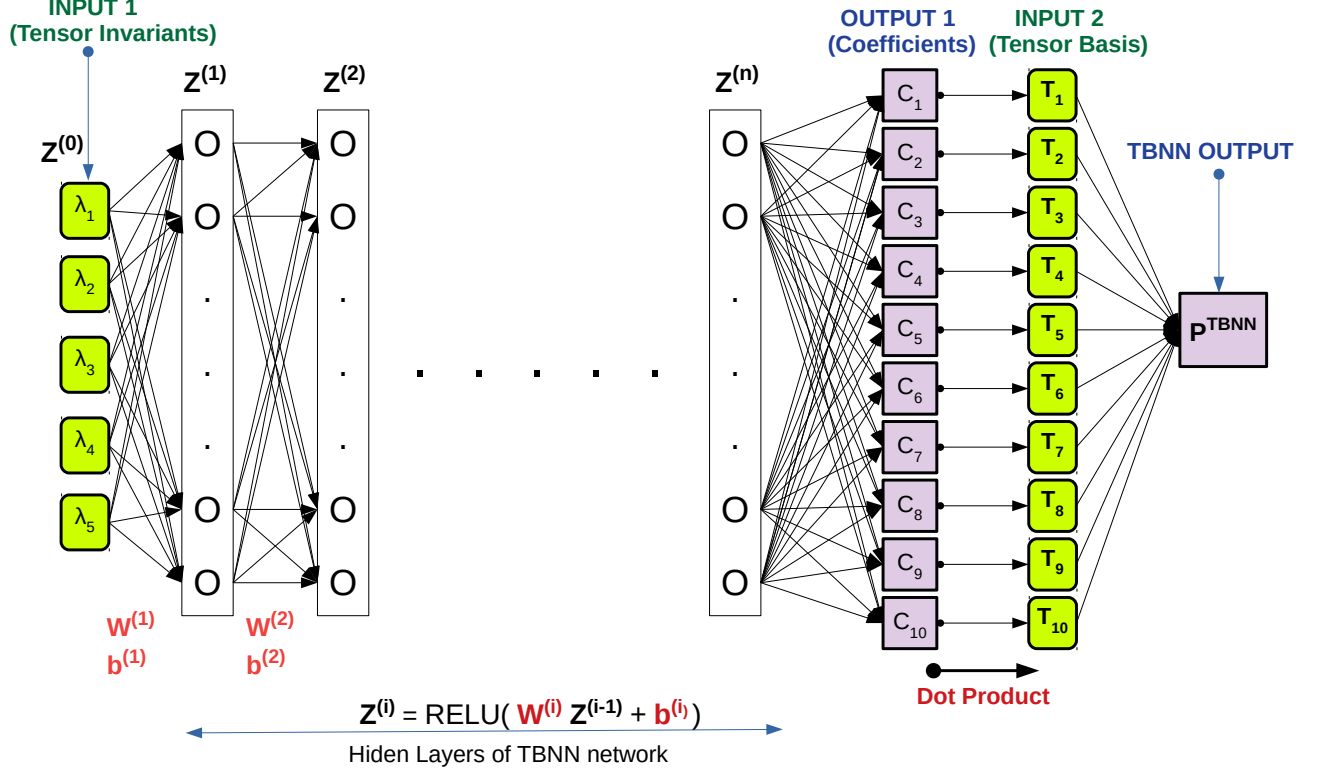 INPUT 1
(Tensor Invariants)
OUTPUT 1
(Coefficients)
INPUT 2
(Tensor Basis)
Z(1)
Z(2)
Z(n)
Z(0)
TBNN OUTPUT
λ1
λ2
λ3
λ4
λ5
O
O
.
.
.
O
O
O
O
.
.
.
O
O
. . . . .
O
O
.
.
.
O
O
C1
C2
C3
C4
C5
C6
C7
C8
C9
C10
T1
T2
T3
T4
T5
T6
T7
T8
T9
T10
PTBNN
W(1)
b(1)
W(2)
b(2)
Dot Product
Z(i) = RELU( W(i) Z(i-1) + b(i) )
Hiden Layers of TBNN network